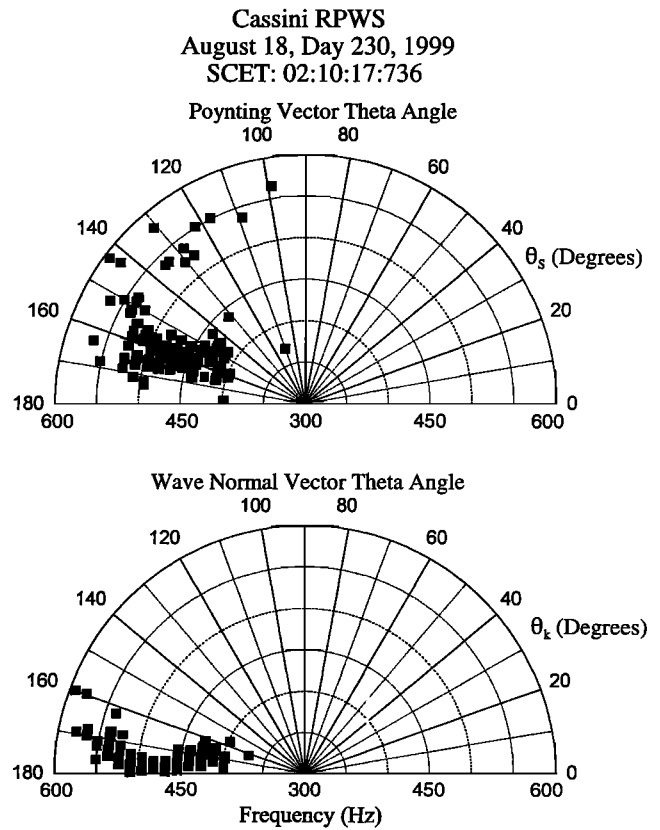 Cassini RPWS
August 18, Day 230, 1999
SCET: 02:10:17:736
Poynting Vector Theta Angle
100 80
120 60
140 40
θs (Degrees)
160 20
180 0
600 450 300 450 600
Wave Normal Vector Theta Angle
100 80
120 60
140 40
θk (Degrees)
160 20
180 0
600 450 300 450 600
Frequency (Hz)